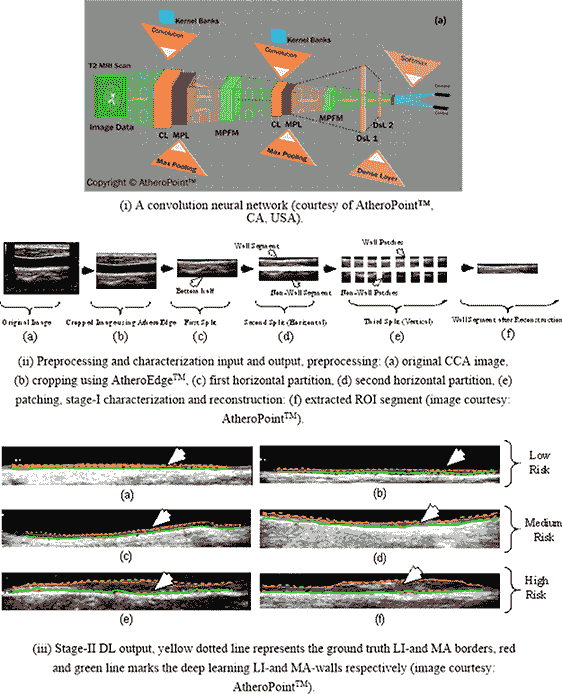 (a)
Kernel Banks
Kernel Banks
Convolution
Convolution
Softmax
T2 MRI Scan
Image Data
CL MPL
MPFM
CL MPL
MPFM
DsL 1
DsL 2
Max Pooling
Max Pooling
Dense Layer
Copyright © AtheroPoint™
(i) A convolution neural network (courtesy of AtheroPoint™,
CA, USA).
Wall Segment
Wall Patches
Bottom half
Non-Wall Segment
Non-Wall Patches
Original Image
Cropped Image using AtheroEdge
First Split
Second Split (Horizontal)
Third Split (Vertical)
Wall Segment after Reconstruction
(a)
(b)
(c)
(d)
(e)
(f)
(ii) Preprocessing and characterization input and output, preprocessing: (a) original CCA image,
(b) cropping using AtheroEdge™, (c) first horizontal partition, (d) second horizontal partition, (e)
patching, stage-I characterization and reconstruction: (f) extracted ROI segment (image courtesy:
AtheroPoint™).
(a)
(b)
Low
Risk
(c)
(d)
Medium
Risk
(e)
(f)
High
Risk
(iii) Stage-II DL output, yellow dotted line represents the ground truth LI-and MA borders, red
and green line marks the deep learning LI-and MA-walls respectively (image courtesy:
AtheroPoint™).